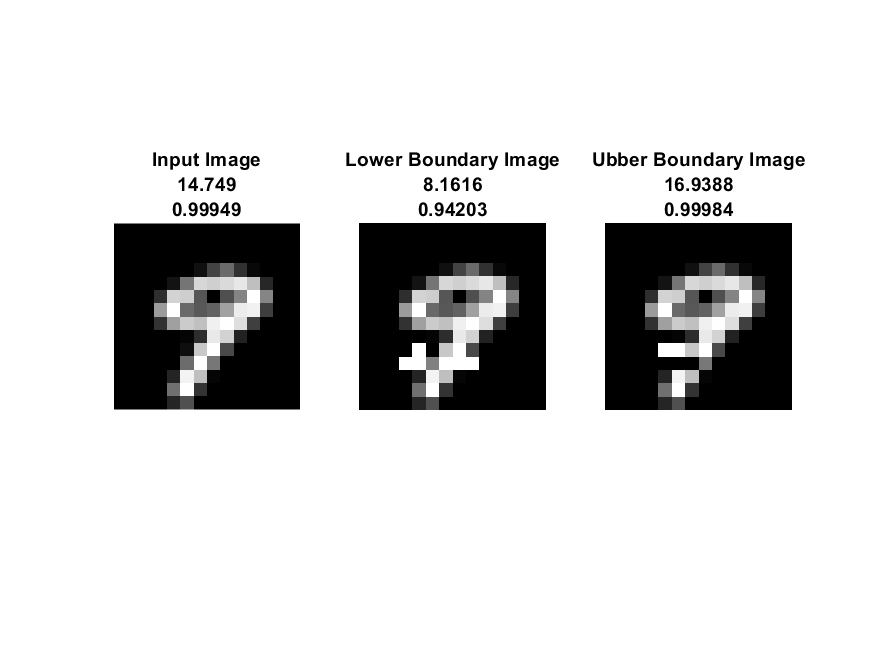 Input Image
14.749
0.99949
Lower Boundary Image
8.1616
0.94203
Ubber Boundary Image
16.9388
0.99984